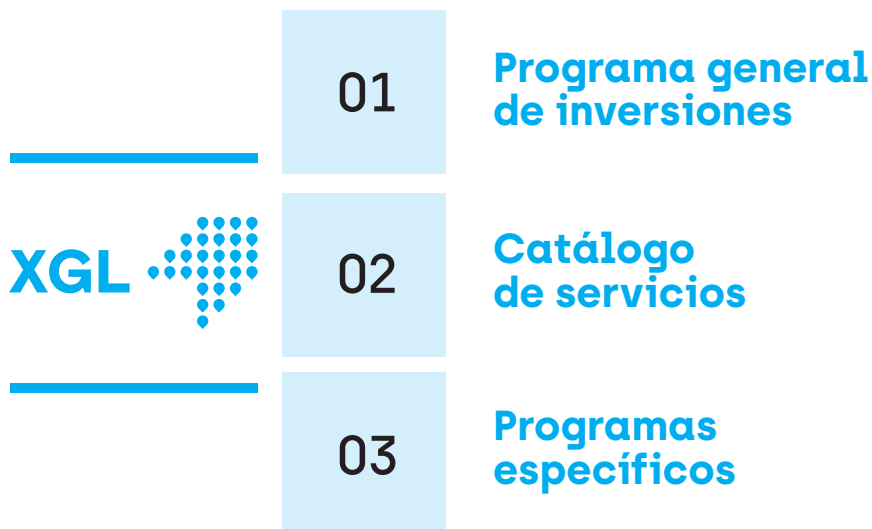 01
Programa general
de inversiones
XGL
02
Catálogo
de servicios
03
Programas
específicos